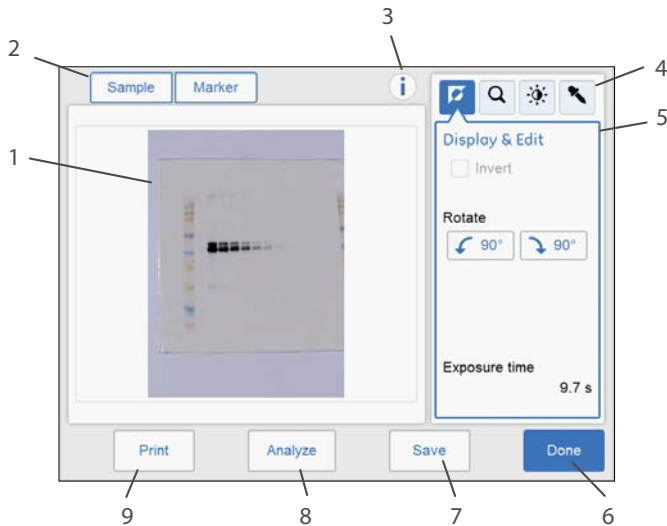 3
2
4
Sample Marker
i
5
Display & Edit
1
Invert
Rotate
90° 90°
Exposure time
9.7 s
Print Analyze Save Done
9 8 7 6